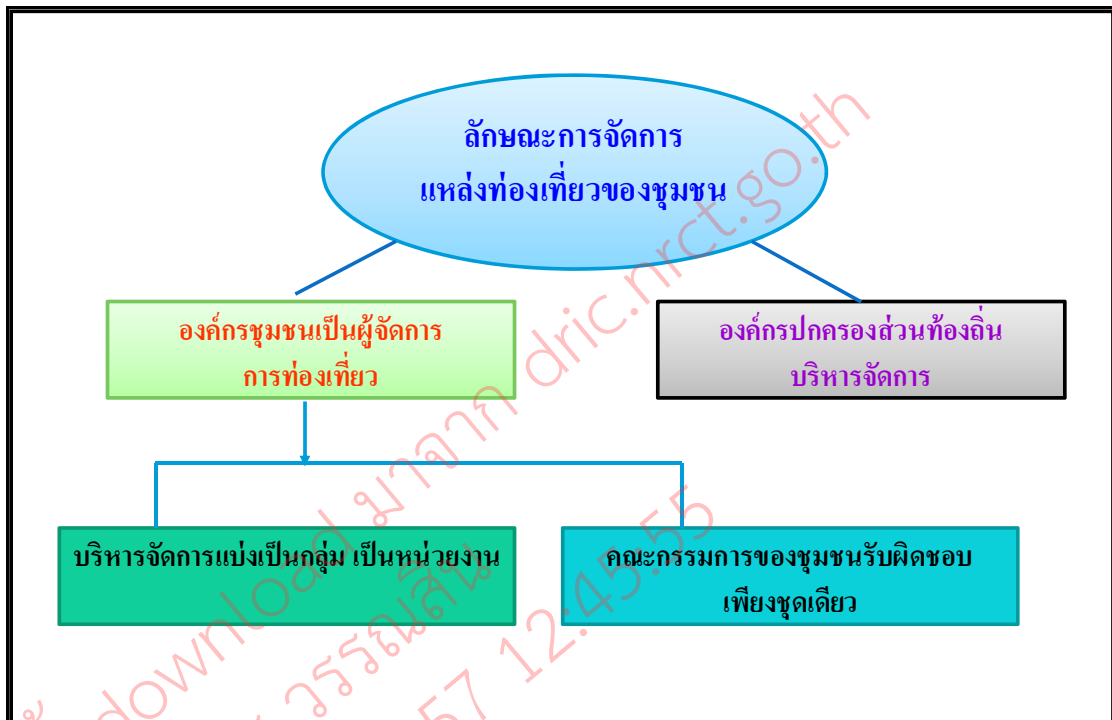 ลักษณะการจัดการ
แหล่งท่องเที่ยวของชุมชน
องค์กรชุมชนเป็นผู้จัดการ
การท่องเที่ยว
องค์กรปกครองส่วนท้องถิ่น
บริหารจัดการ
บริหารจัดการแบ่งเป็นกลุ่ม เป็นหน่วยงาน
คณะกรรมการของชุมชนรับผิดชอบ
เพียงชุดเดียว
download มาจาก dric.nrct.go.th
วรรณเสิน
57 12:45:55